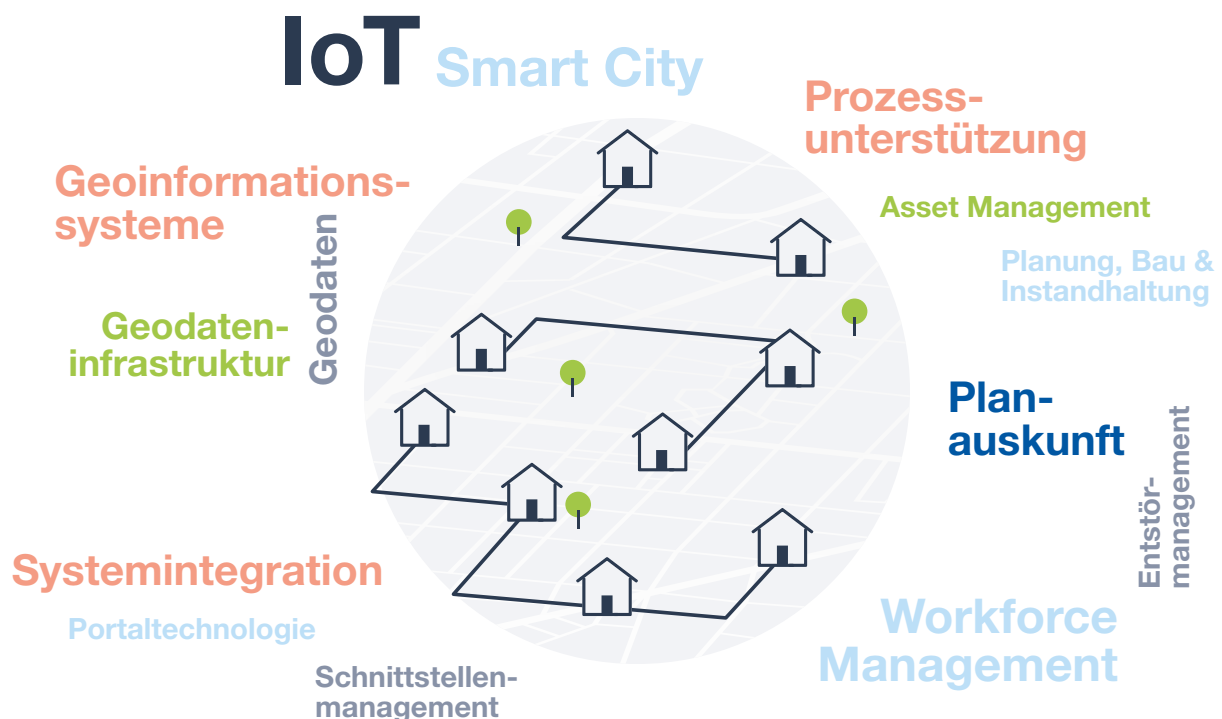 IoT
Smart City
Prozess-
unterstützung
Geoinformations-
systeme
Asset Management
Geodaten
Planung, Bau &
Instandhaltung
Geodaten-
infrastruktur
Plan-
auskunft
Entstör-
management
Systemintegration
Portaltechnologie
Workforce
Management
Schnittstellen-
management